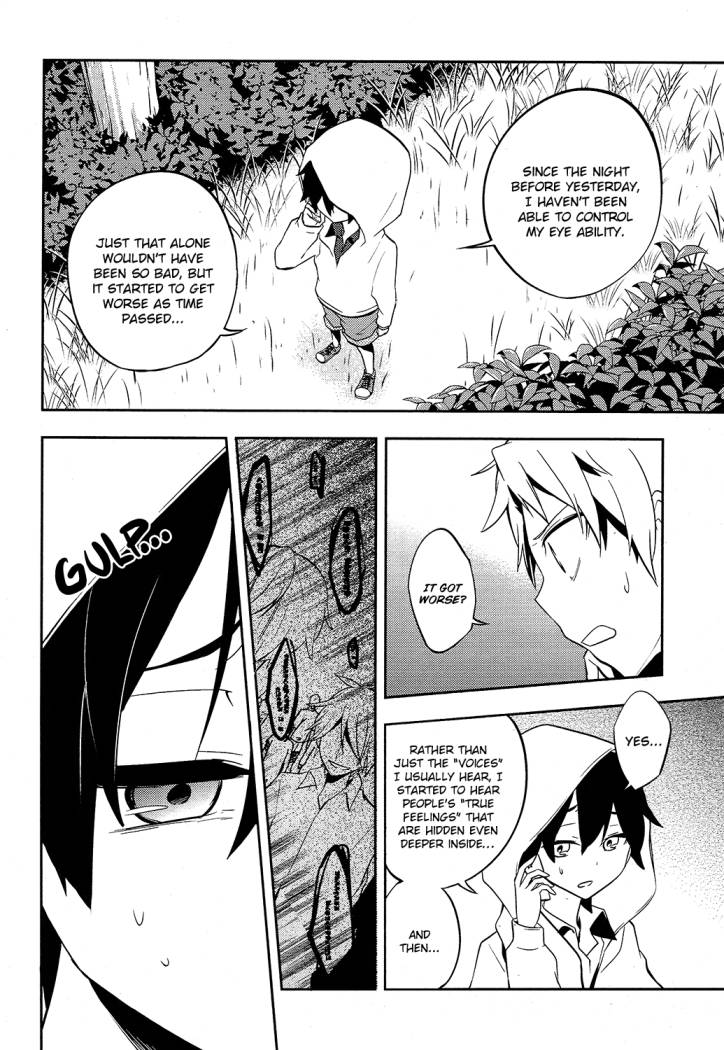 SINCE THE NIGHT
BEFORE YESTERDAY,
I HAVEN'T BEEN
ABLE TO CONTROL
MY EYE ABILITY.
JUST THAT ALONE
WOULDN'T HAVE
BEEN SO BAD, BUT
IT STARTED TO GET
WORSE AS TIME
PASSED...
IT GOT
WORSE?
YES...
RATHER THAN
JUST THE "VOICES"
I USUALLY HEAR, I
STARTED TO HEAR
PEOPLE'S "TRUE
FEELINGS" THAT
ARE HIDDEN EVEN
DEEPER INSIDE...
AND
THEN...
GULP...